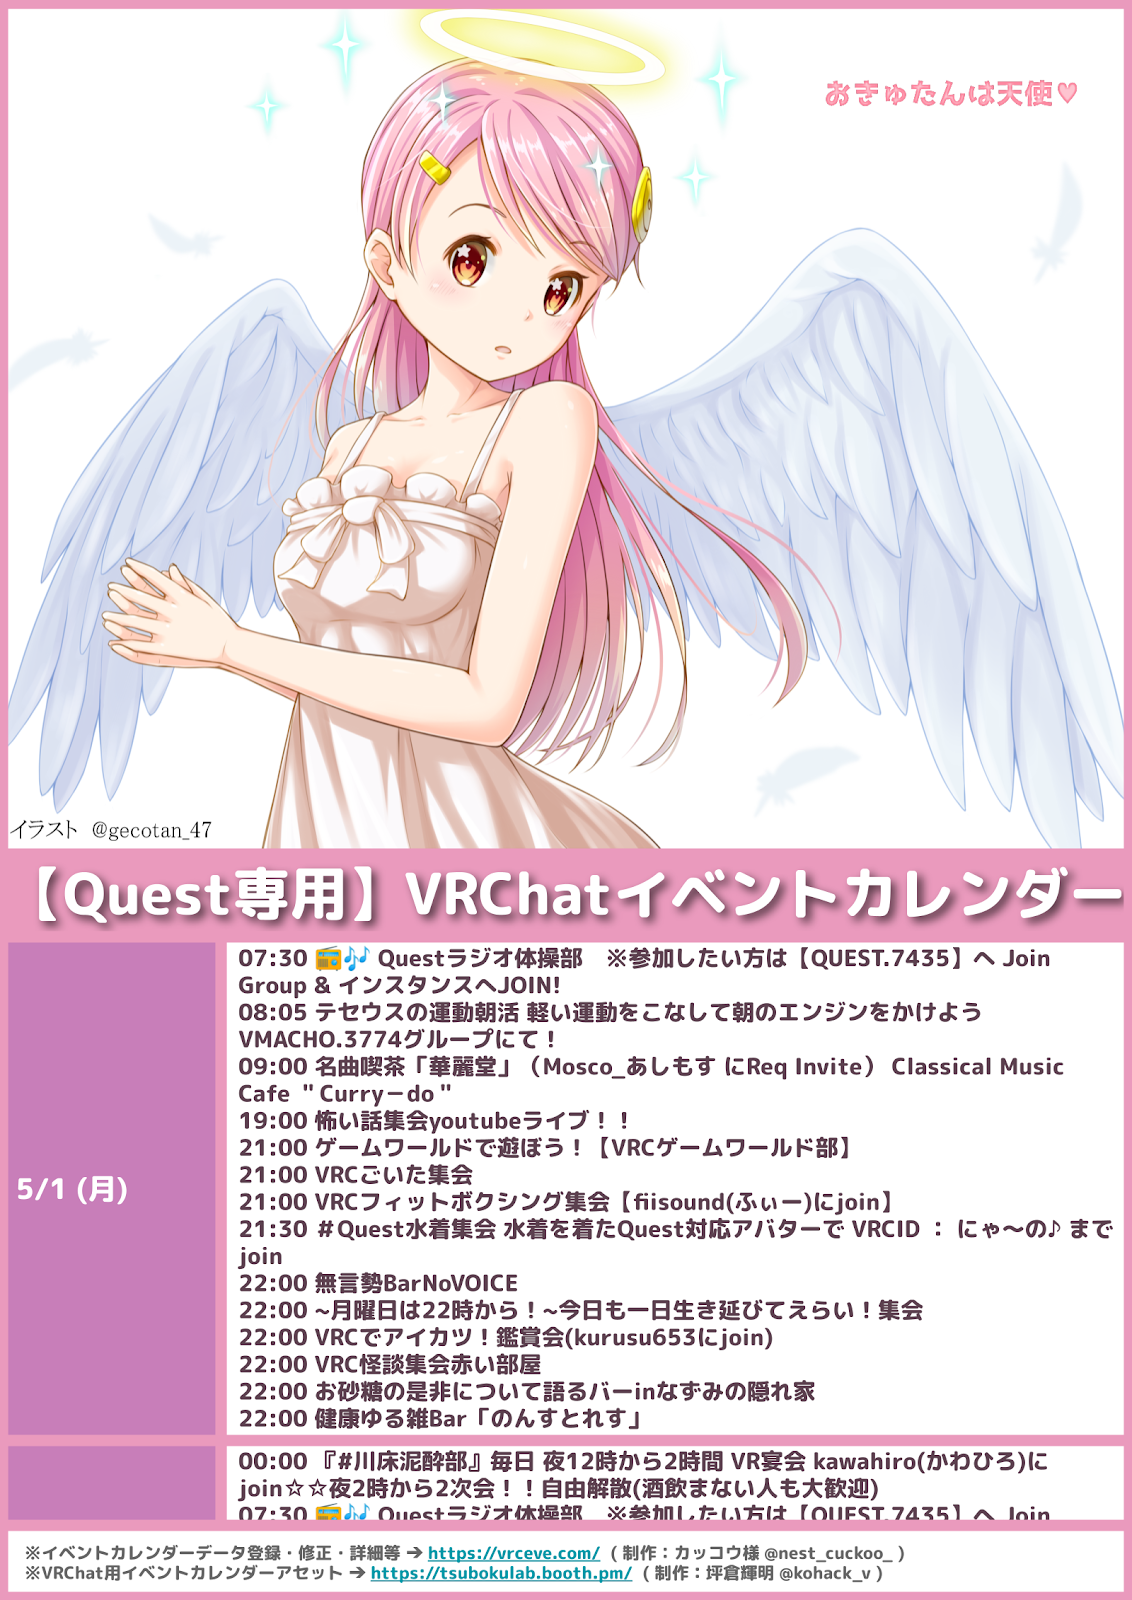 おきゅたんは天使♥
イラスト @gecotan_47
【Quest専用】VRChatイベントカレンダー
5/1 (月)
07:30 📻🎶 Questラジオ体操部　※参加したい方は【QUEST.7435】へ Join
Group & インスタンスへJOIN!
08:05 テセウスの運動朝活 軽い運動をこなして朝のエンジンをかけよう
VMACHO.3774グループにて！
09:00 名曲喫茶「華麗堂」（Mosco_あしもす にReq Invite） Classical Music
Cafe ＂Curry－do＂
19:00 怖い話集会youtubeライブ！！
21:00 ゲームワールドで遊ぼう！【VRCゲームワールド部】
21:00 VRCごいた集会
21:00 VRCフィットボクシング集会【fiisound(ふぃー)にjoin】
21:30 ＃Quest水着集会 水着を着たQuest対応アバターで VRCID ： にゃ～の♪ まで
join
22:00 無言勢BarNoVOICE
22:00 ~月曜日は22時から！~今日も一日生き延びてえらい！集会
22:00 VRCでアイカツ！鑑賞会(kurusu653にjoin)
22:00 VRC怪談集会赤い部屋
22:00 お砂糖の是非について語るバーinなずみの隠れ家
22:00 健康ゆる雑Bar「のんすとれす」
00:00 『#川床泥酔部』毎日 夜12時から2時間 VR宴会 kawahiro(かわひろ)に
join☆☆夜2時から2次会！！自由解散(酒飲まない人も大歓迎)
07:30 📻🎶 Questラジオ体操部　※参加したい方は【QUEST.7435】へ Join
※イベントカレンダーデータ登録・修正・詳細等 ➔ https://vrceve.com/ （制作：カッコウ様 @nest_cuckoo_ ）
※VRChat用イベントカレンダーアセット ➔ https://tsubokulab.booth.pm/ （制作：坪倉輝明 @kohack_v ）